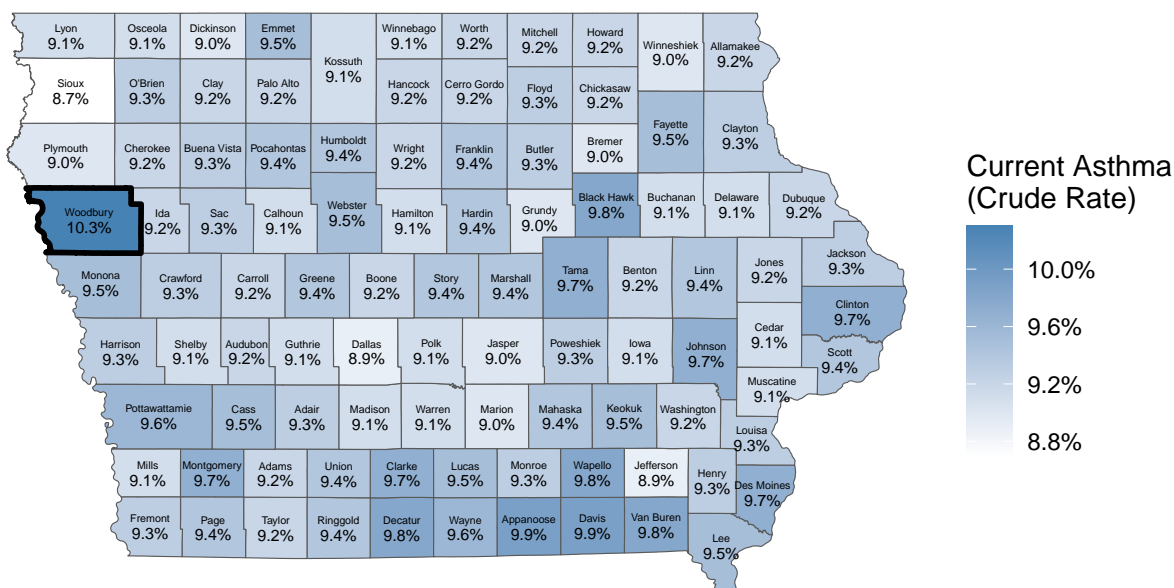 Lyon
9.1%
Osceola
9.1%
Dickinson
9.0%
Emmet
9.5%
Kossuth
9.1%
Winnebago
9.1%
Worth
9.2%
Mitchell
9.2%
Howard
9.2%
Winneshiek
9.0%
Allamakee
9.2%
Sioux
8.7%
O'Brien
9.3%
Clay
9.2%
Palo Alto
9.2%
Hancock
9.2%
Cerro Gordo
9.2%
Floyd
9.3%
Chickasaw
9.2%
Fayette
9.5%
Clayton
9.3%
Plymouth
9.0%
Cherokee
9.2%
Buena Vista
9.3%
Pocahontas
9.4%
Humboldt
9.4%
Wright
9.2%
Franklin
9.4%
Butler
9.3%
Bremer
9.0%
Woodbury
10.3%
Ida
9.2%
Sac
9.3%
Calhoun
9.1%
Webster
9.5%
Hamilton
9.1%
Hardin
9.4%
Grundy
9.0%
Black Hawk
9.8%
Buchanan
9.1%
Delaware
9.1%
Dubuque
9.2%
Monona
9.5%
Crawford
9.3%
Carroll
9.2%
Greene
9.4%
Boone
9.2%
Story
9.4%
Marshall
9.4%
Tama
9.7%
Benton
9.2%
Linn
9.4%
Jones
9.2%
Jackson
9.3%
Clinton
9.7%
Harrison
9.3%
Shelby
9.1%
Audubon
9.2%
Guthrie
9.1%
Dallas
8.9%
Polk
9.1%
Jasper
9.0%
Poweshiek
9.3%
Iowa
9.1%
Johnson
9.7%
Cedar
9.1%
Scott
9.4%
Muscatine
9.1%
Pottawattamie
9.6%
Cass
9.5%
Adair
9.3%
Madison
9.1%
Warren
9.1%
Marion
9.0%
Mahaska
9.4%
Keokuk
9.5%
Washington
9.2%
Louisa
9.3%
Mills
9.1%
Montgomery
9.7%
Adams
9.2%
Union
9.4%
Clarke
9.7%
Lucas
9.5%
Monroe
9.3%
Wapello
9.8%
Jefferson
8.9%
Henry
9.3%
Des Moines
9.7%
Fremont
9.3%
Page
9.4%
Taylor
9.2%
Ringgold
9.4%
Decatur
9.8%
Wayne
9.6%
Appanoose
9.9%
Davis
9.9%
Van Buren
9.8%
Lee
9.5%
Current Asthma
(Crude Rate)
10.0%
9.6%
9.2%
8.8%